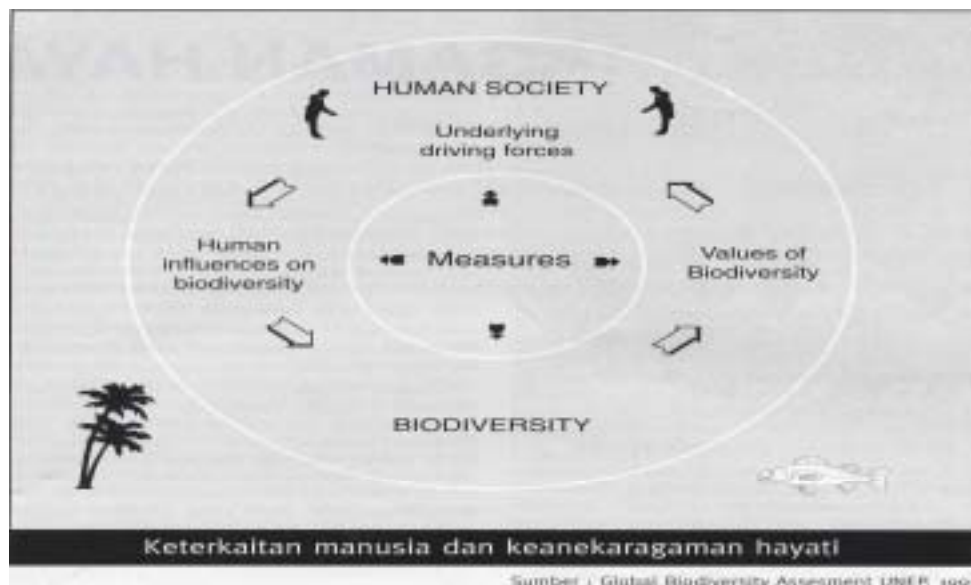 HUMAN SOCIETY
Underlying
driving forces
Human
influences on
biodiversity
Measures
Values of
Biodiversity
BIODIVERSITY
Keterkaitan manusia dan keanekaragaman hayati
Sumber : Global Biodiversity Assesment UNEP